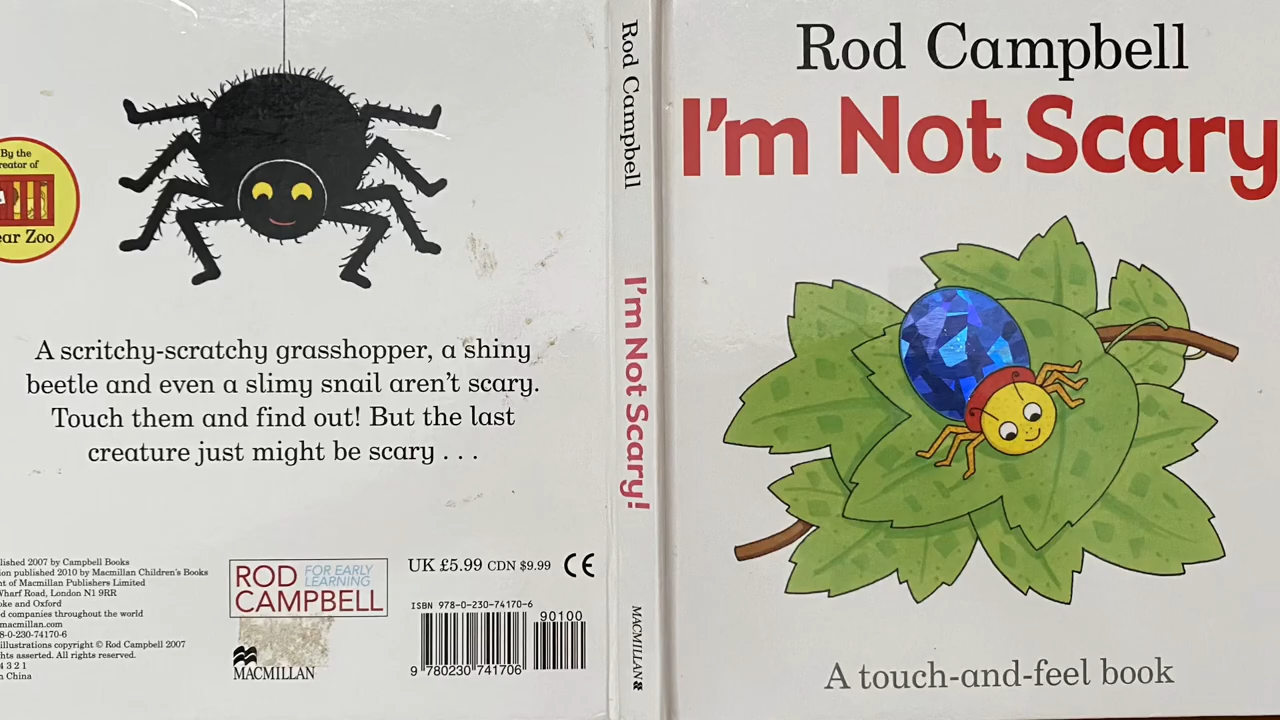 By the
reator of
ear Zoo
A scritchy-scratchy grasshopper, a shiny
beetle and even a slimy snail aren't scary.
Touch them and find out! But the last
creature just might be scary . . .
lished 2007 by Campbell Books
ion published 2010 by Macmillan Children's Books
nt of Macmillan Publishers Limited
Wharf Road, London N1 9RR
oke and Oxford
d companies throughout the world
macmillan.com
8-0-230-74170-6
illustrations copyright © Rod Campbell 2007
hts asserted. All rights reserved.
4 3 2 1
n China
ROD FOR EARLY LEARNING
CAMPBELL
MACMILLAN
UK £5.99 CDN $9.99 CE
ISBN 978-0-230-74170-6
90100
9 780230 741706
Rod Campbell
I'm Not Scary!
MACMILLAN
Rod Campbell
I'm Not Scary
A touch-and-feel book